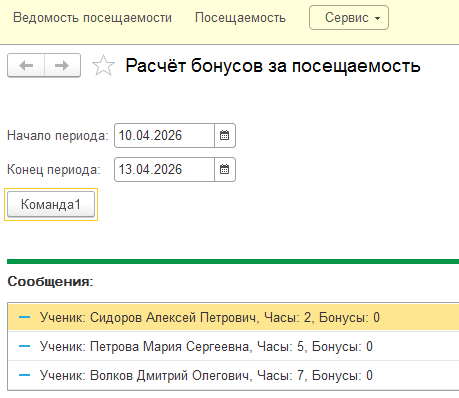 Ведомость посещаемости Посещаемость Сервис
Расчёт бонусов за посещаемость
Начало периода: 10.04.2026
Конец периода: 13.04.2026
Команда1
Сообщения:
Ученик: Сидоров Алексей Петрович, Часы: 2, Бонусы: 0
Ученик: Петрова Мария Сергеевна, Часы: 5, Бонусы: 0
Ученик: Волков Дмитрий Олегович, Часы: 7, Бонусы: 0